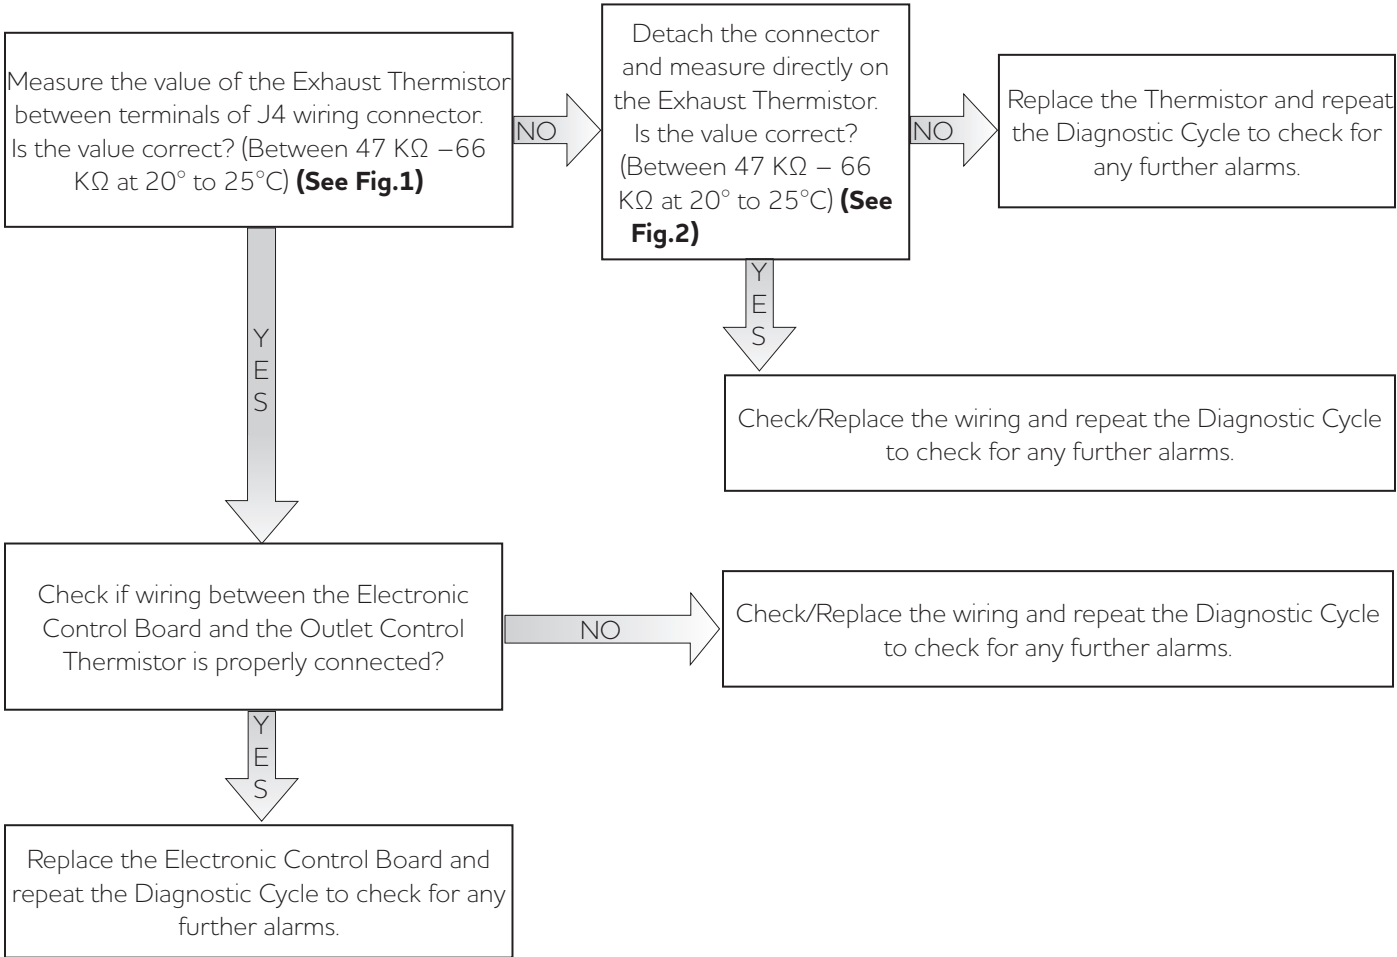 Measure the value of the Exhaust Thermistor
between terminals of J4 wiring connector.
Is the value correct? (Between 47 KΩ –66
KΩ at 20° to 25°C) (See Fig.1)
NO
Detach the connector
and measure directly on
the Exhaust Thermistor.
Is the value correct?
(Between 47 KΩ – 66
KΩ at 20° to 25°C) (See
Fig.2)
NO
Replace the Thermistor and repeat
the Diagnostic Cycle to check for
any further alarms.
Y
E
S
Check/Replace the wiring and repeat the Diagnostic Cycle
to check for any further alarms.
Y
E
S
Check if wiring between the Electronic
Control Board and the Outlet Control
Thermistor is properly connected?
NO
Check/Replace the wiring and repeat the Diagnostic Cycle
to check for any further alarms.
Y
E
S
Replace the Electronic Control Board and
repeat the Diagnostic Cycle to check for any
further alarms.